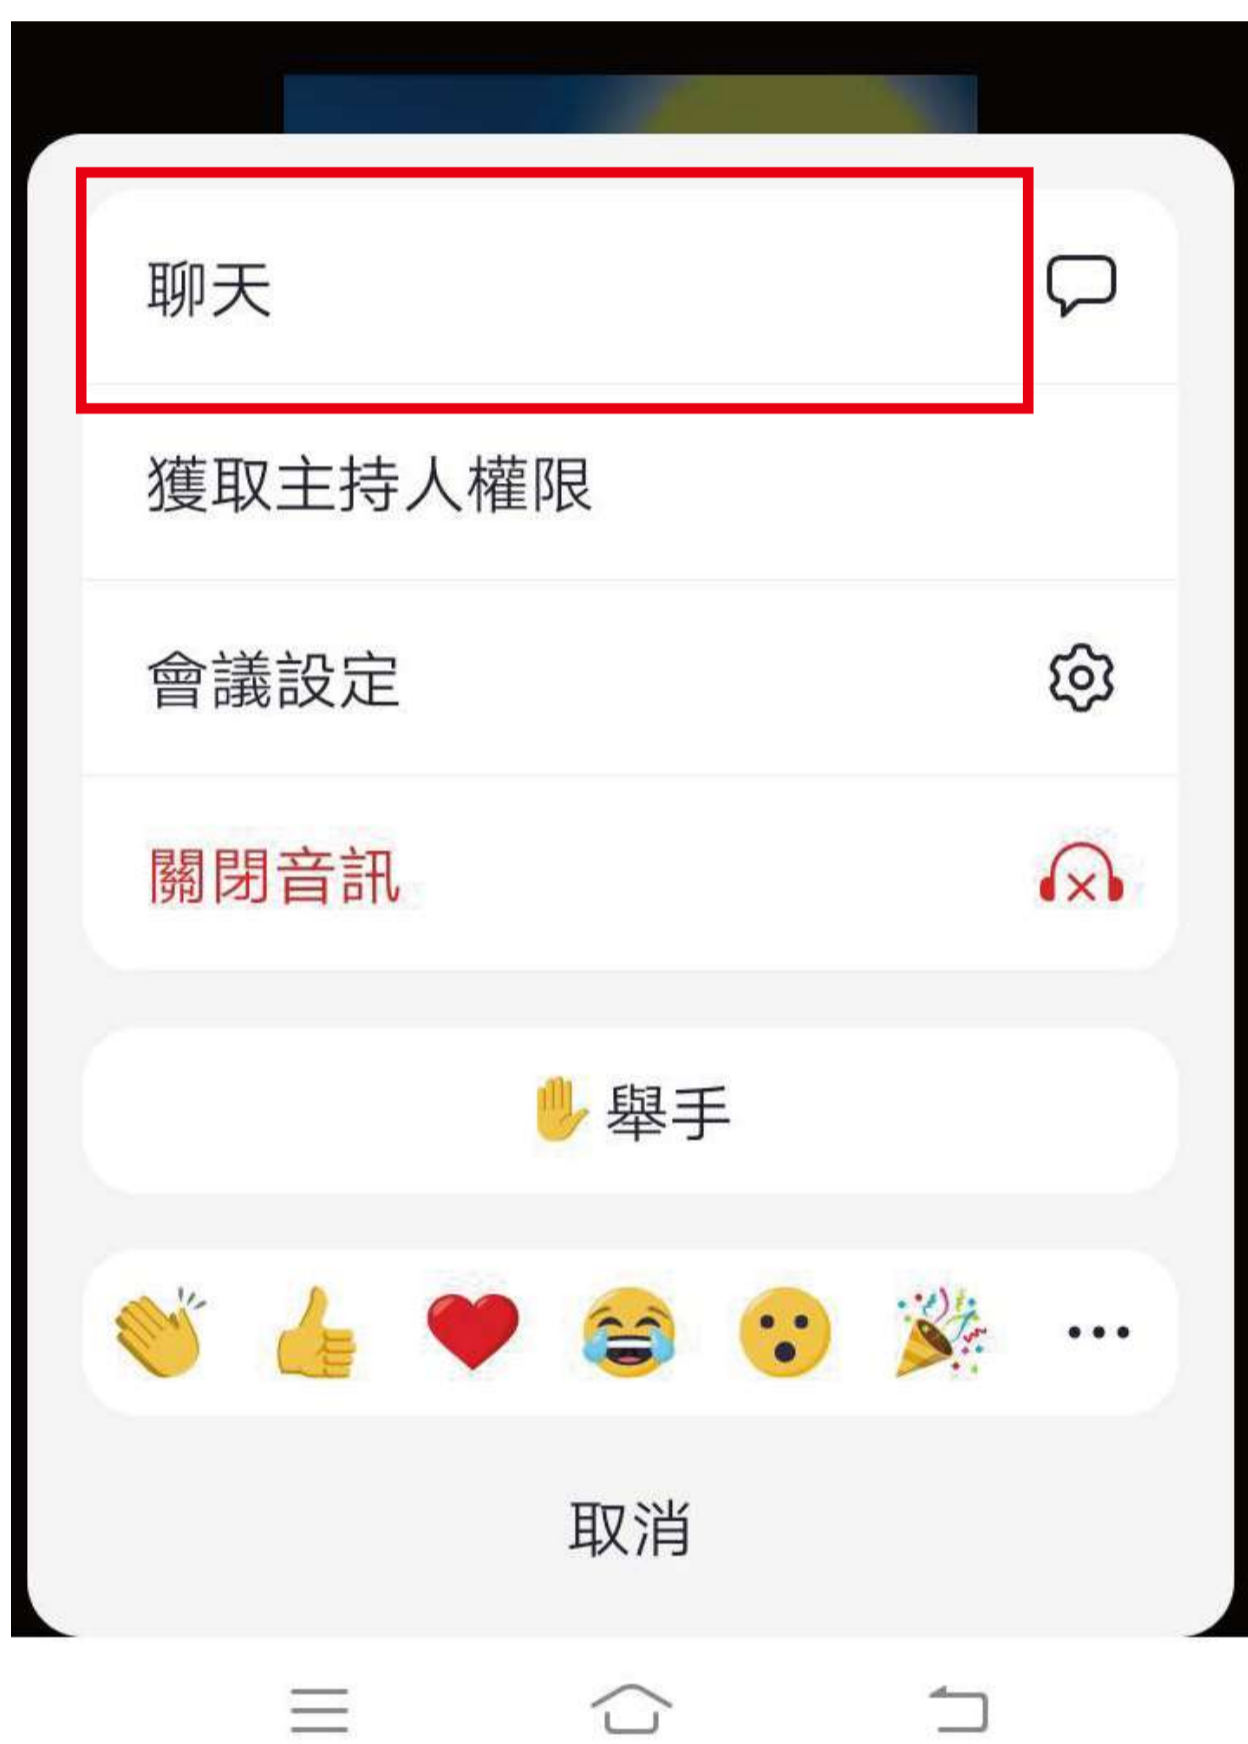 聊天
獲取主持人權限
會議設定
關閉音訊
舉手
取消